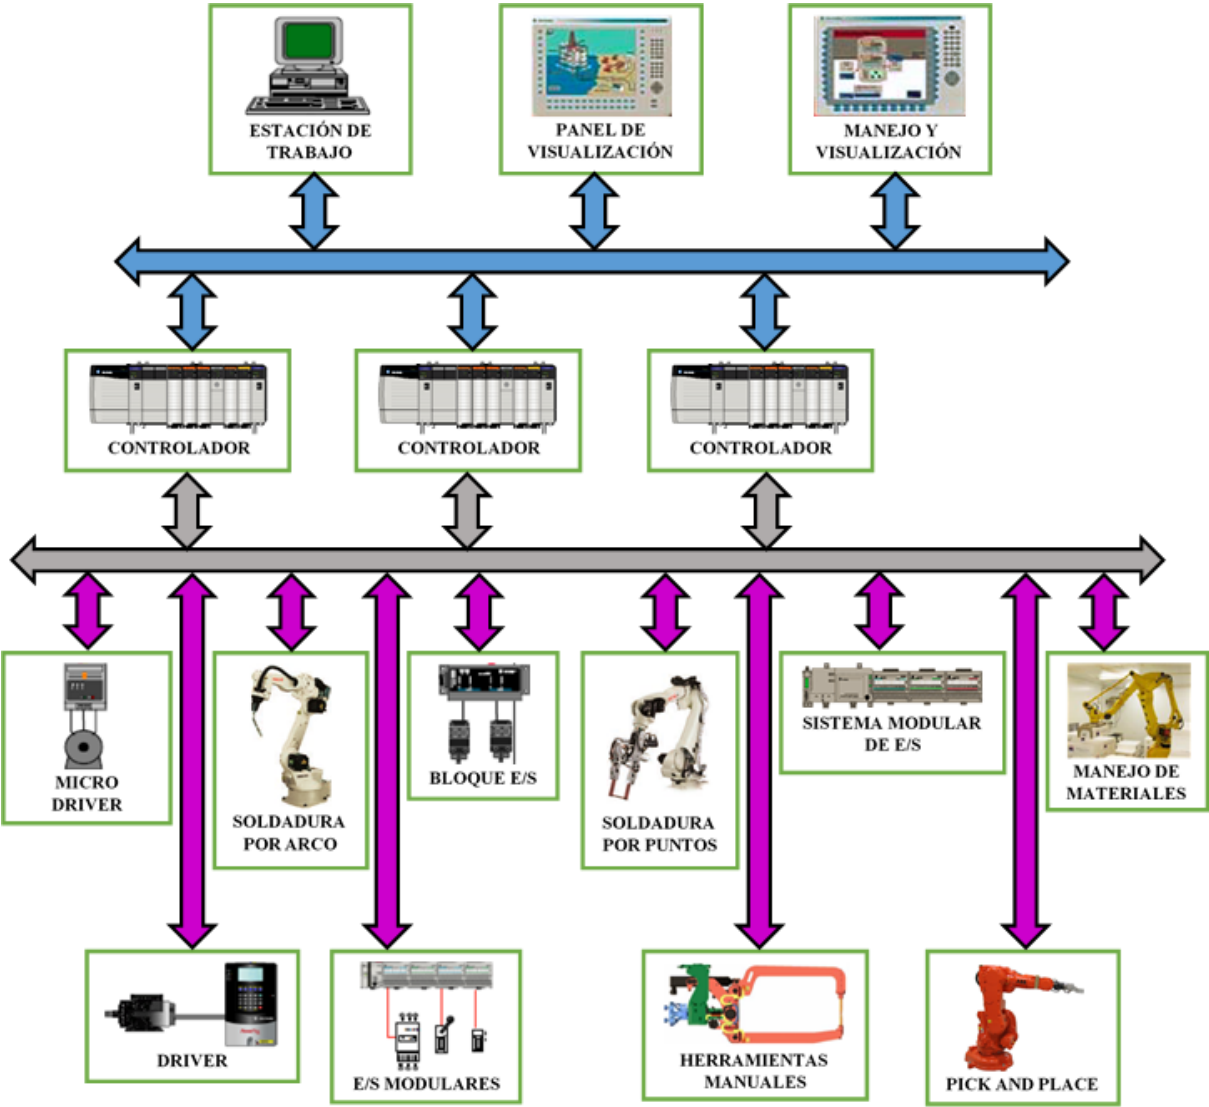 ESTACIÓN DE
TRABAJO
PANEL DE
VISUALIZACIÓN
MANEJO Y
VISUALIZACIÓN
CONTROLADOR
CONTROLADOR
CONTROLADOR
MICRO
DRIVER
SOLDADURA
POR ARCO
BLOQUE E/S
SOLDADURA
POR PUNTOS
SISTEMA MODULAR
DE E/S
MANEJO DE
MATERIALES
DRIVER
E/S MODULARES
HERRAMIENTAS
MANUALES
PICK AND PLACE